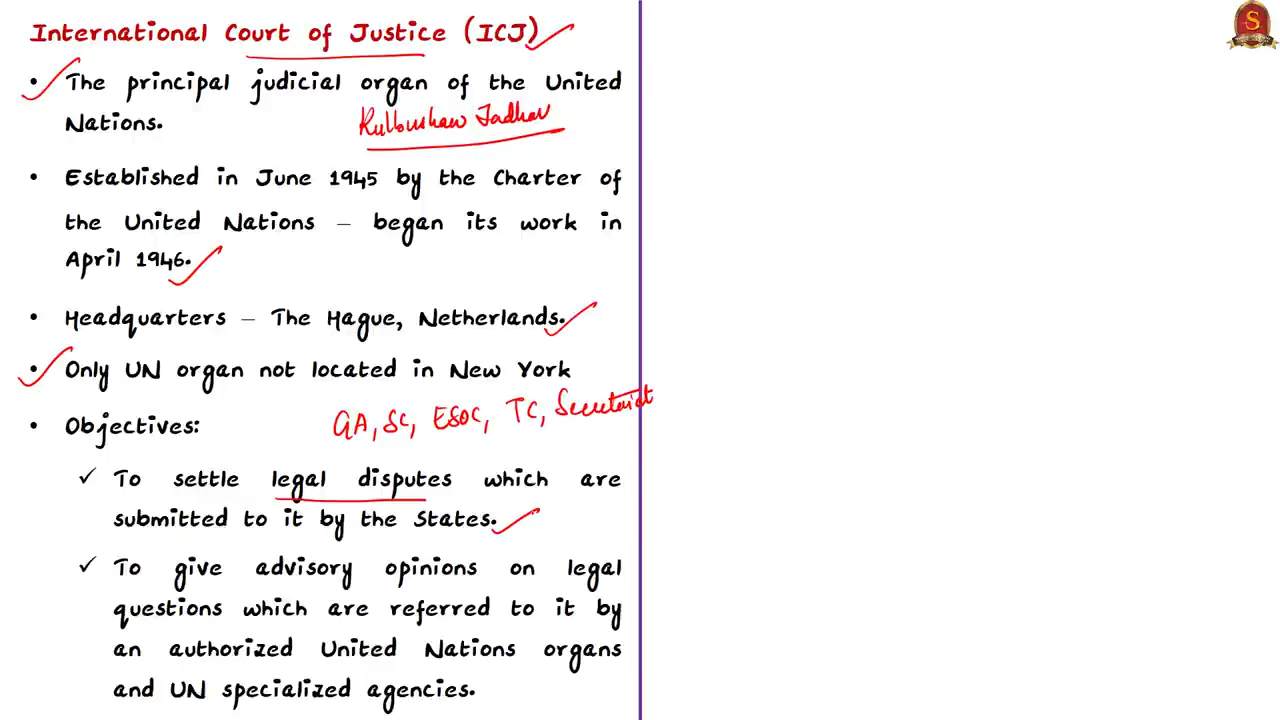 International Court of Justice (ICJ)
• The principal judicial organ of the United
Nations.
Kulbushaw Jadhav
• Established in June 1945 by the Charter of
the United Nations – began its work in
April 1946.
• Headquarters – The Hague, Netherlands.
• Only UN organ not located in New York
GA, SC, ESOC, TC, Secretariat
• Objectives:
✓ To settle legal disputes which are
submitted to it by the States.
✓ To give advisory opinions on legal
questions which are referred to it by
an authorized United Nations organs
and UN specialized agencies.
S